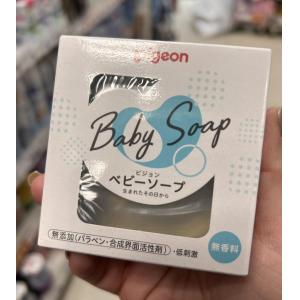 pigeon
Baby Soap
ピジョン
ベビーソープ
生まれたその日から
無添加(パラベン・合成界面活性剤)・低刺激
無香料